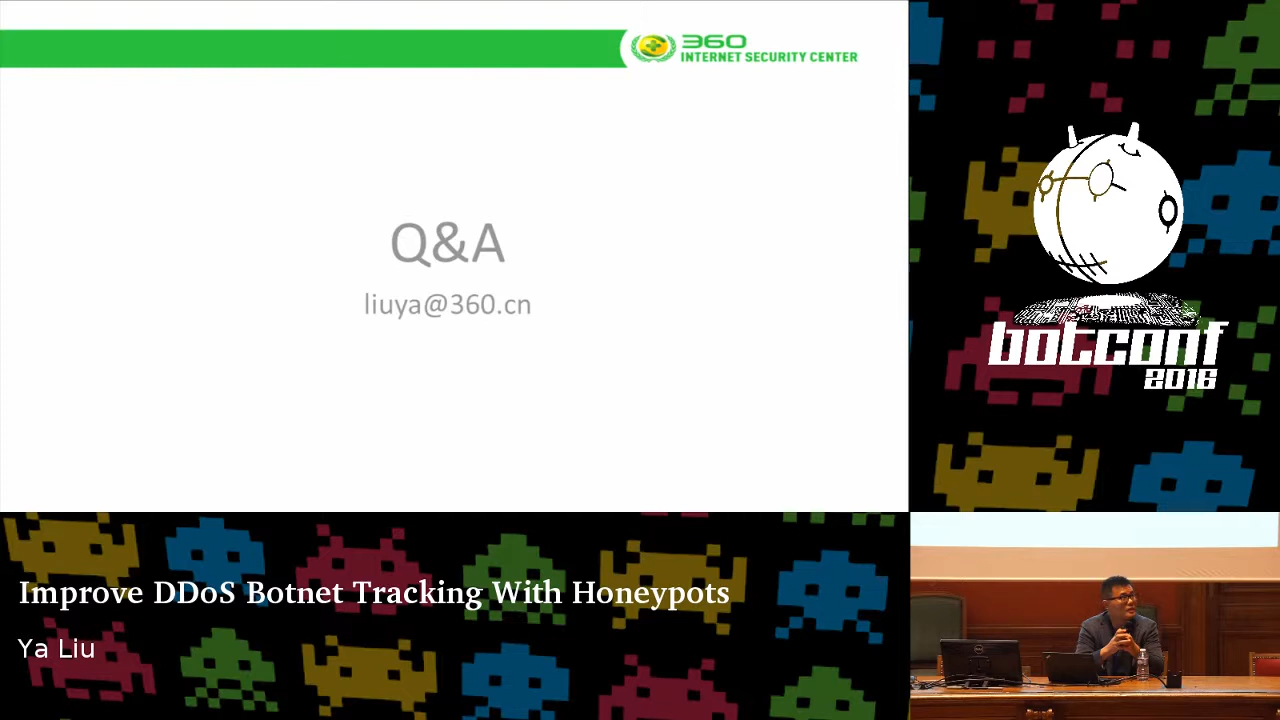 360
INTERNET SECURITY CENTER
Q&A
liuya@360.cn
botconf
2016
Improve DDoS Botnet Tracking With Honeypots
Ya Liu